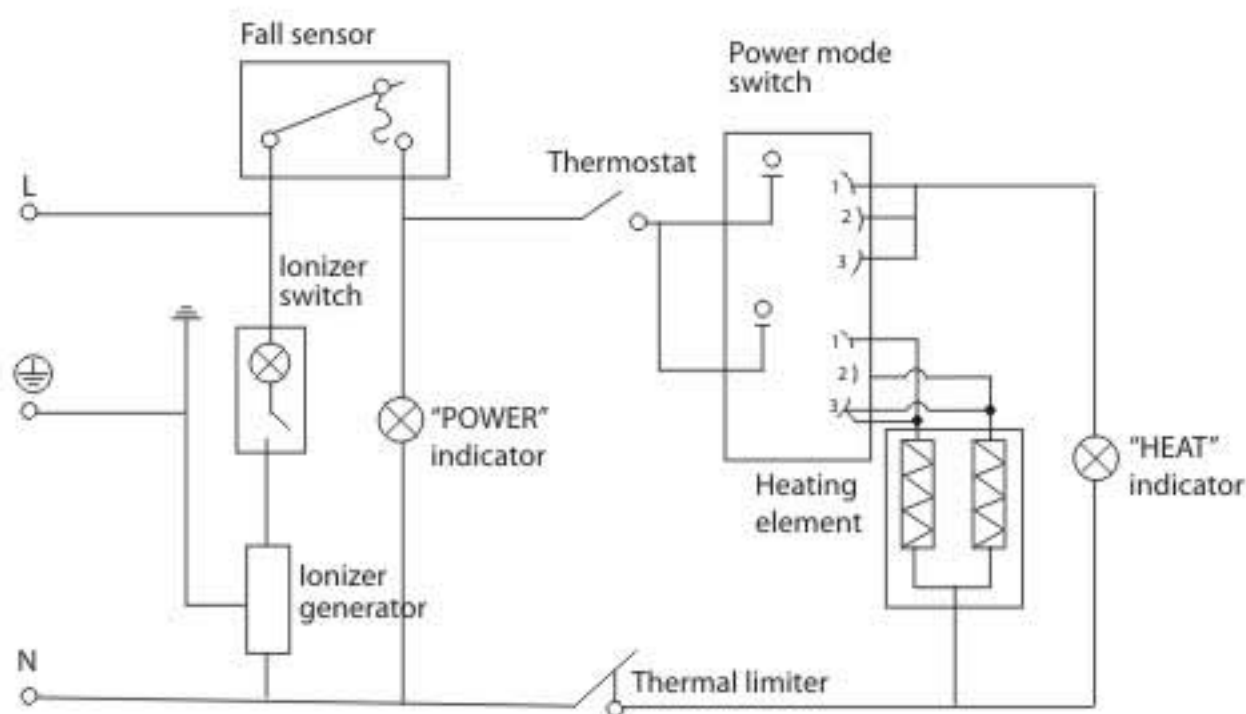 Fall sensor
Power mode
switch
Thermostat
L
1
2
3
Ionizer
switch
1
2
3
"POWER"
indicator
"HEAT"
indicator
Heating
element
Ionizer
generator
N
Thermal limiter